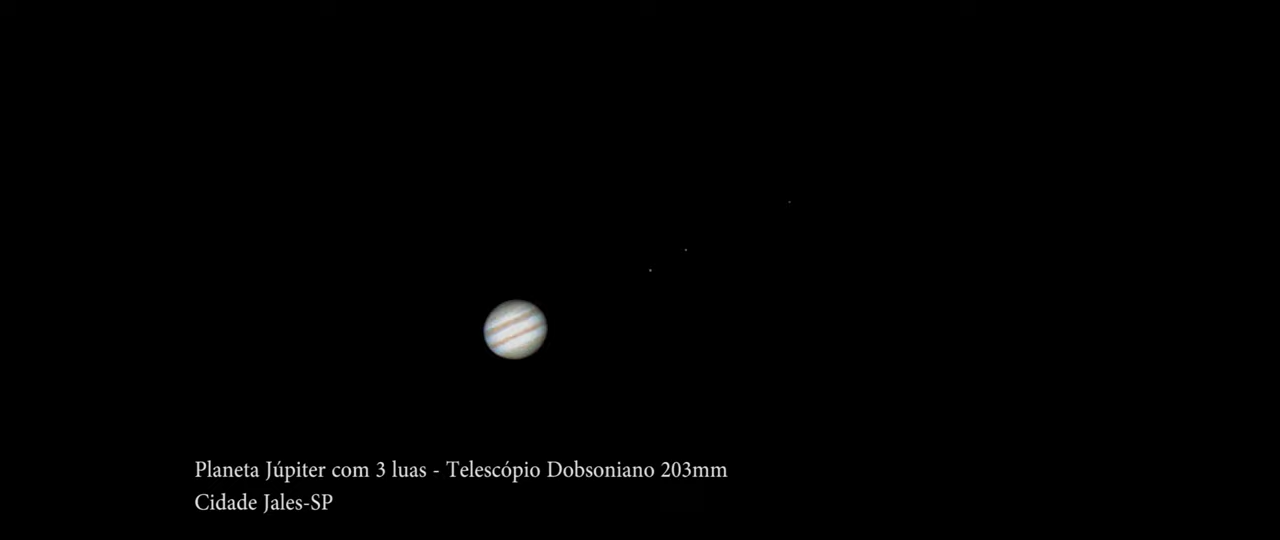 Planeta Júpiter com 3 luas - Telescópio Dobsoniano 203mm
Cidade Jales-SP